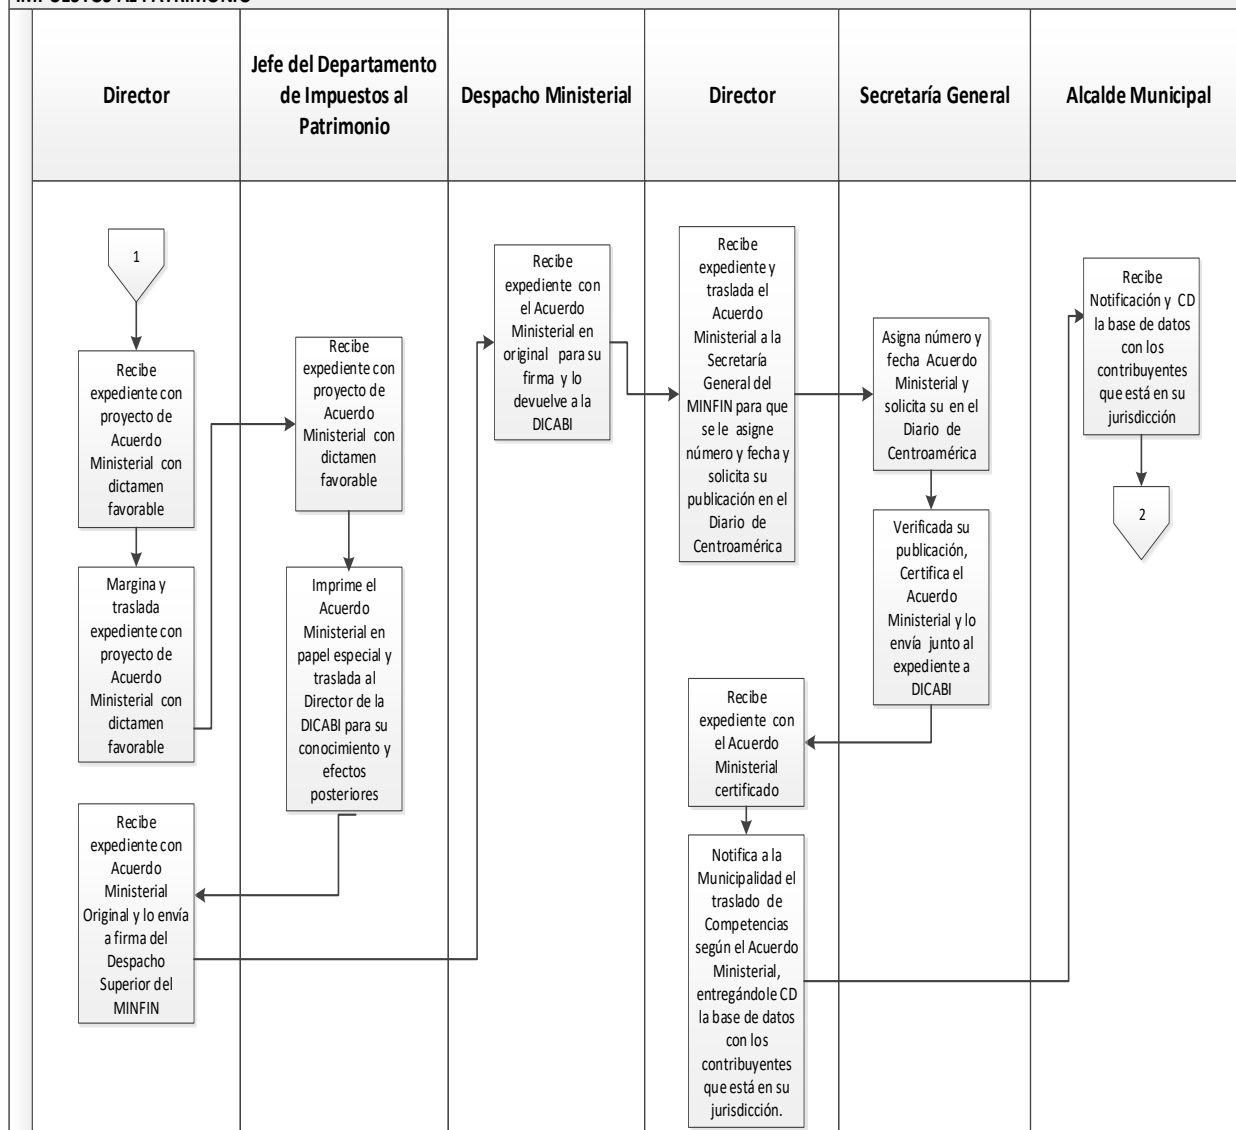 IMPUESTOS AL PATRIMONIO
Director
Jefe del Departamento
de Impuestos al
Patrimonio
Despacho Ministerial
Director
Secretaría General
Alcalde Municipal
1
Recibe
expediente con
proyecto de
Acuerdo
Ministerial con
dictamen
favorable
Margina y
traslada
expediente con
proyecto de
Acuerdo
Ministerial con
dictamen
favorable
Recibe
expediente con
Acuerdo
Ministerial
Original y lo envía
a firma del
Despacho
Superior del
MINFIN
Recibe
expediente con
proyecto de
Acuerdo
Ministerial con
dictamen
favorable
Imprime el
Acuerdo
Ministerial en
papel especial y
traslada al
Director de la
DICABI para su
conocimiento y
efectos
posteriores
Recibe
expediente con
el Acuerdo
Ministerial en
original para su
firma y lo
devuelve a la
DICABI
Recibe
expediente y
traslada el
Acuerdo
Ministerial a la
Secretaría
General del
MINFIN para que
se le asigne
número y fecha y
solicita su
publicación en el
Diario de
Centroamérica
Recibe
expediente con
el Acuerdo
Ministerial
certificado
Notifica a la
Municipalidad el
traslado de
Competencias
según el Acuerdo
Ministerial,
entregándole CD
la base de datos
con los
contribuyentes
que está en su
jurisdicción.
Asigna número y
fecha Acuerdo
Ministerial y
solicita su en el
Diario de
Centroamérica
Verificada su
publicación,
Certifica el
Acuerdo
Ministerial y lo
envía junto al
expediente a
DICABI
Recibe
Notificación y CD
la base de datos
con los
contribuyentes
que está en su
jurisdicción
2